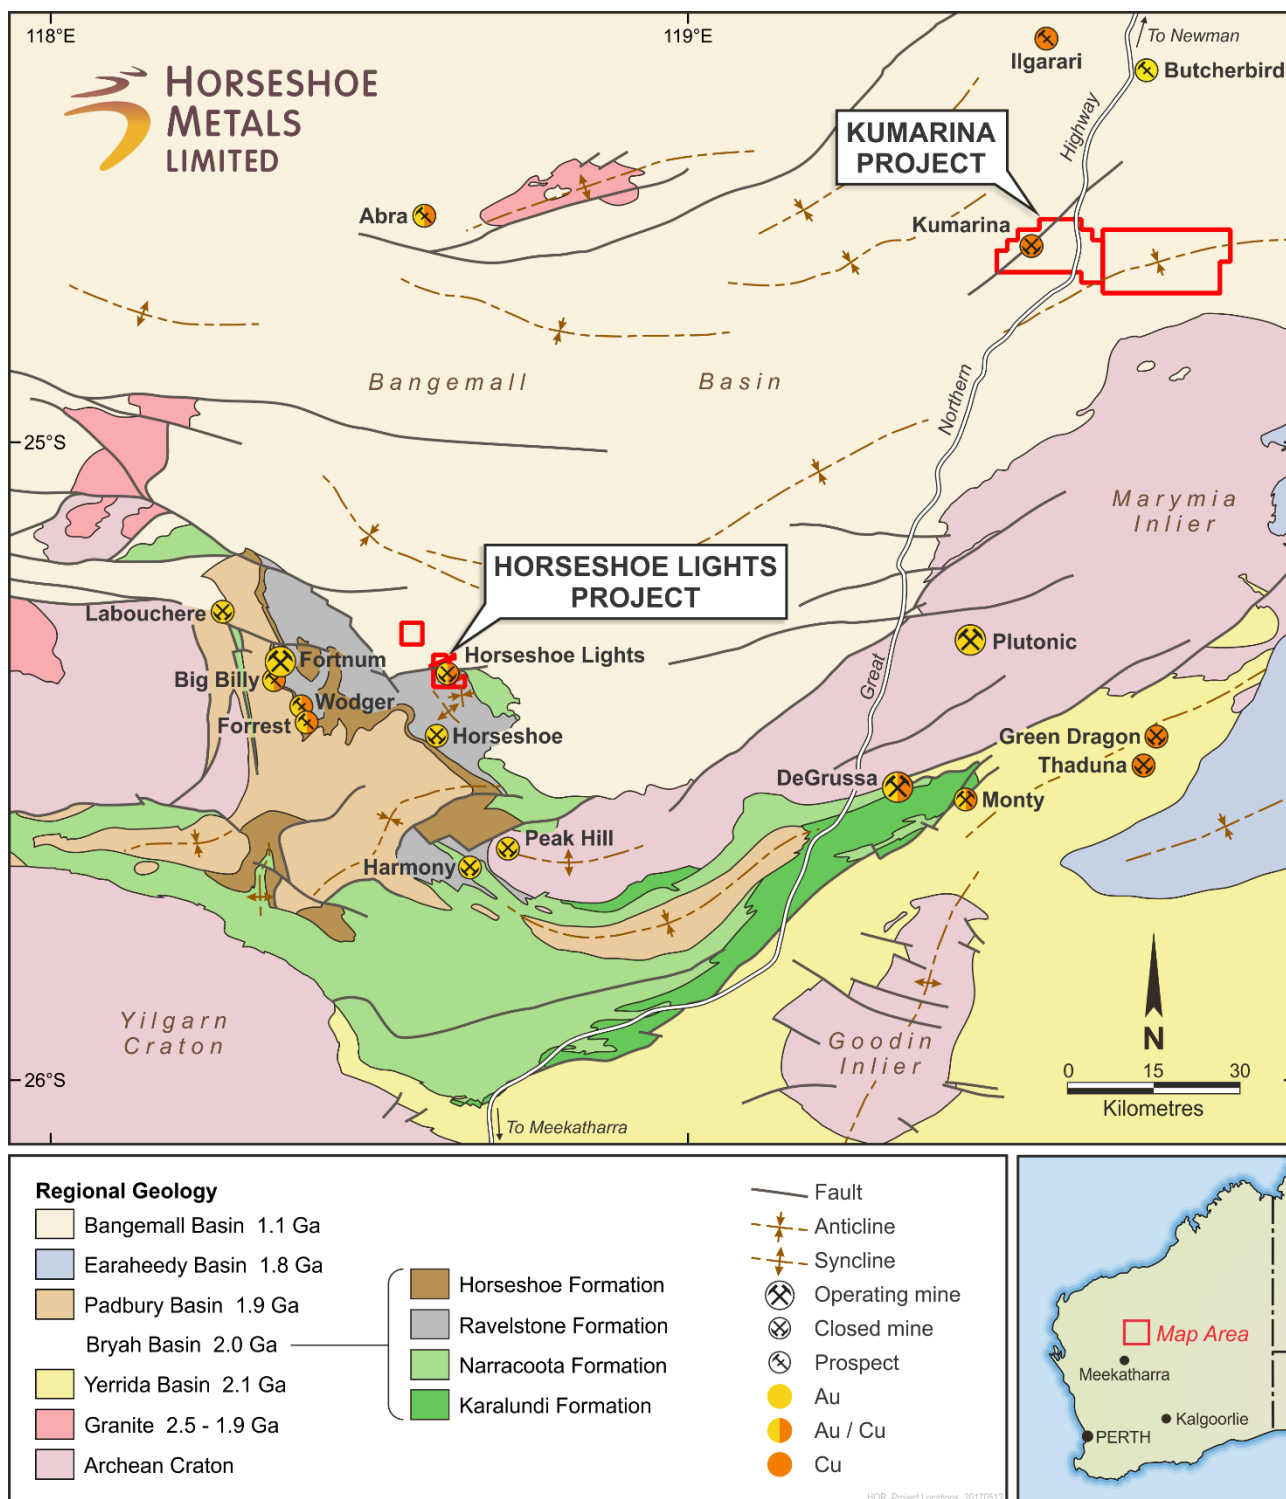 118°E
119°E
To Newman
Ilgarari
Butcherbird
HORSESHOE
METALS
LIMITED
Highway
KUMARINA
PROJECT
Abra
Kumarina
Bangemall Basin
Northern
25°S
Marymia
Inlier
HORSESHOE LIGHTS
PROJECT
Labouchere
Plutonic
Fortnum
Horseshoe Lights
Big Billy
Great
Wodger
Forrest
Horseshoe
Green Dragon
Thaduna
DeGrussa
Monty
Peak Hill
Harmony
Yilgarn
Craton
Goodin
Inlier
N
26°S
0 15 30
Kilometres
To Meekatharra
Regional Geology
Bangemall Basin 1.1 Ga
Earaheedy Basin 1.8 Ga
Padbury Basin 1.9 Ga
Bryah Basin 2.0 Ga
Yerrida Basin 2.1 Ga
Granite 2.5 - 1.9 Ga
Archean Craton
Horseshoe Formation
Ravelstone Formation
Narracoota Formation
Karalundi Formation
Fault
Anticline
Syncline
Operating mine
Closed mine
Prospect
Au
Au / Cu
Cu
HOR_Project Locations_20170512
Map Area
Meekatharra
Kalgoorlie
PERTH